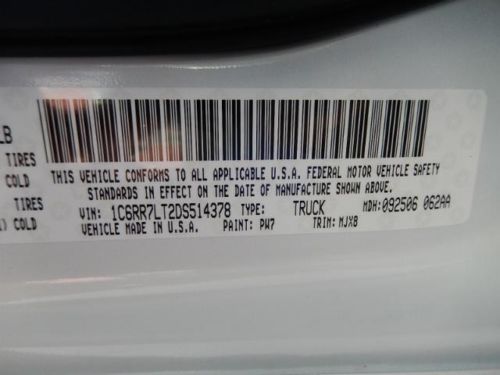 LB
TIRES
COLD
TIRES
) COLD
THIS VEHICLE CONFORMS TO ALL APPLICABLE U.S.A. FEDERAL MOTOR VEHICLE SAFETY
STANDARDS IN EFFECT ON THE DATE OF MANUFACTURE SHOWN ABOVE.
VIN: 1C6RR7LT2DS514378 TYPE: TRUCK MDH:092506 062AA
VEHICLE MADE IN U.S.A. PAINT: PW7 TRIM: MJX8